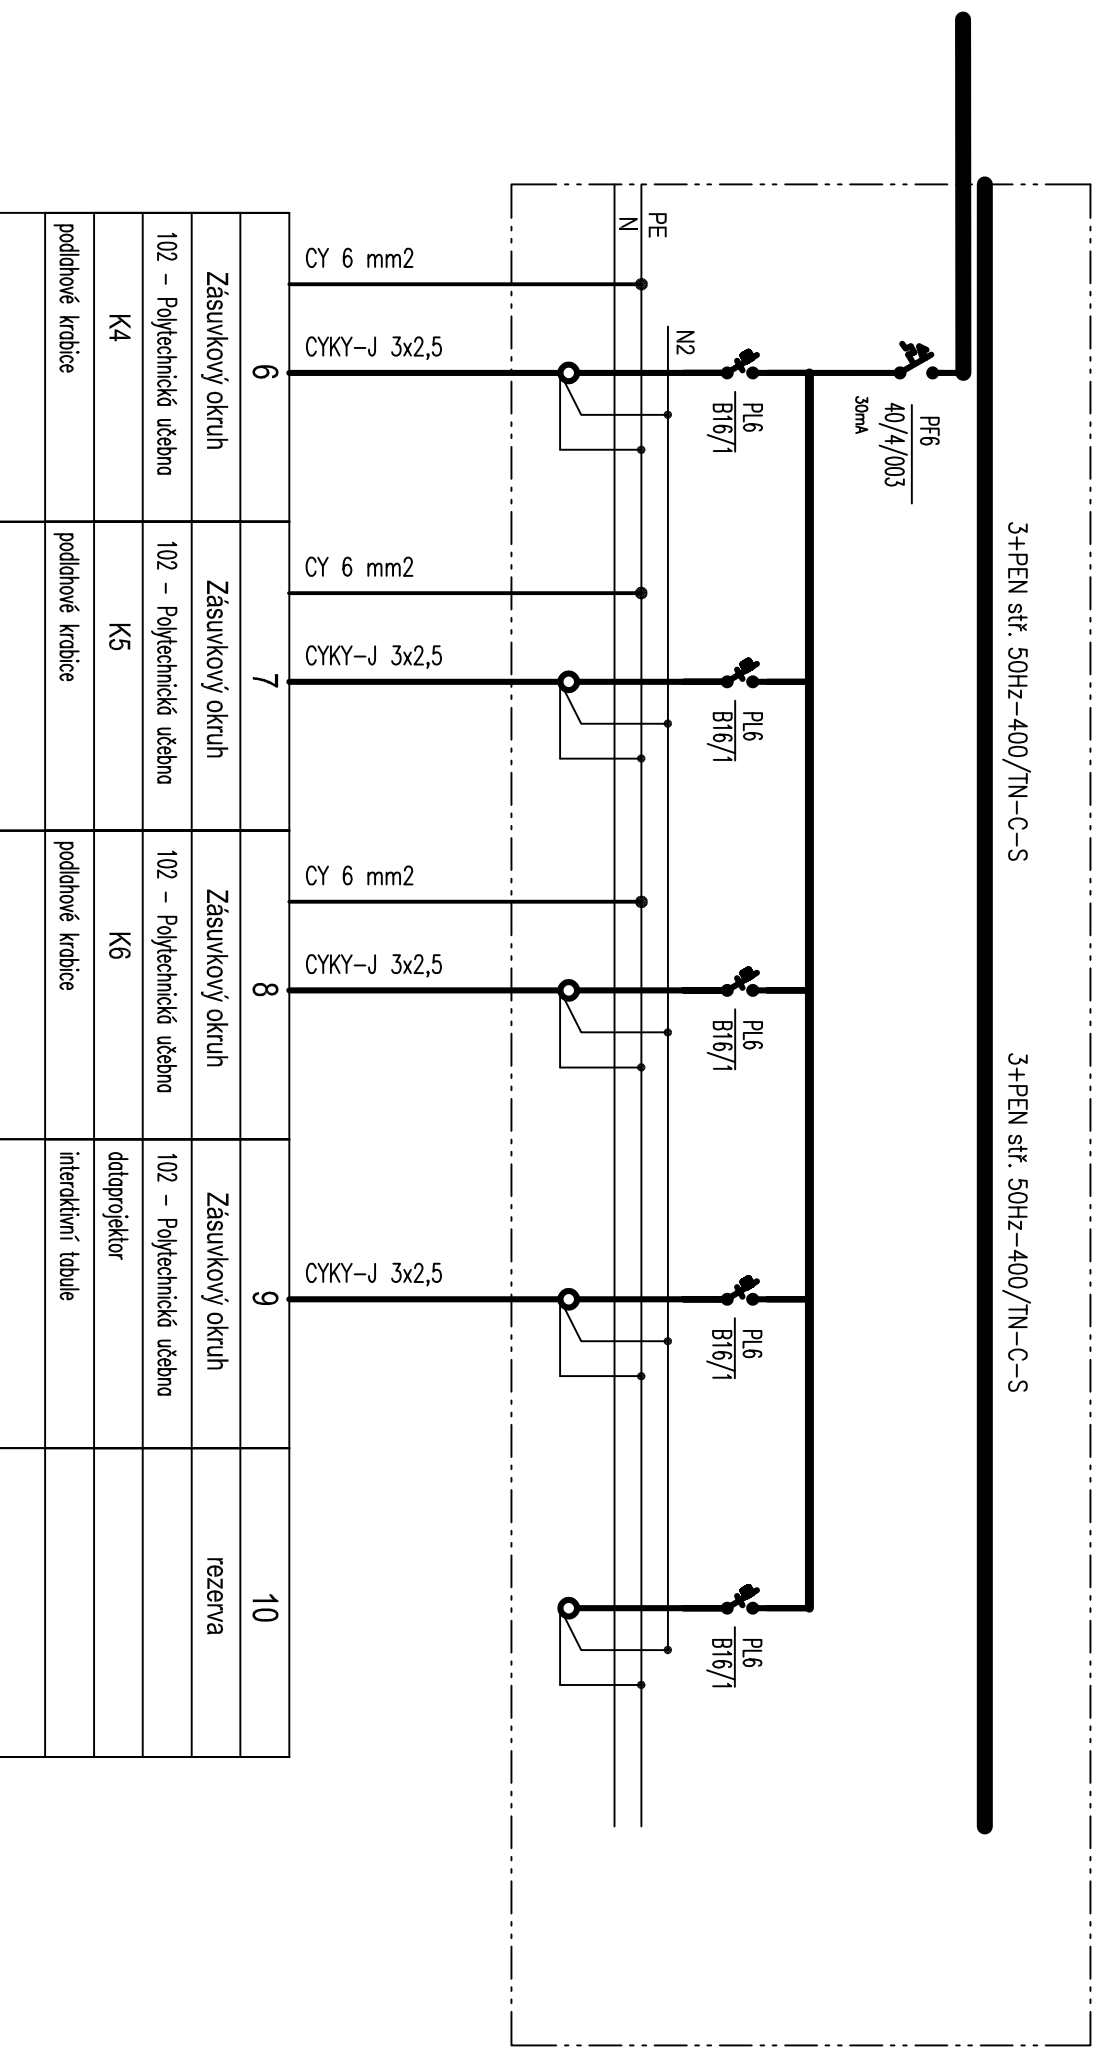 3+PEN stř. 50Hz-400/TN-C-S
3+PEN stř. 50Hz-400/TN-C-S
PF6
40/4/003
30mA
PL6
B16/1
PL6
B16/1
PL6
B16/1
PL6
B16/1
PL6
B16/1
N2
PE
N
CY 6 mm2
CYKY-J 3x2,5
CY 6 mm2
CYKY-J 3x2,5
CY 6 mm2
CYKY-J 3x2,5
CYKY-J 3x2,5
6
7
8
9
10
Zásuvkový okruh
Zásuvkový okruh
Zásuvkový okruh
Zásuvkový okruh
rezerva
102 - Polytechnická učebna
102 - Polytechnická učebna
102 - Polytechnická učebna
102 - Polytechnická učebna
K4
K5
K6
dataprojektor
podlahové krabice
podlahové krabice
podlahové krabice
interaktivní tabule